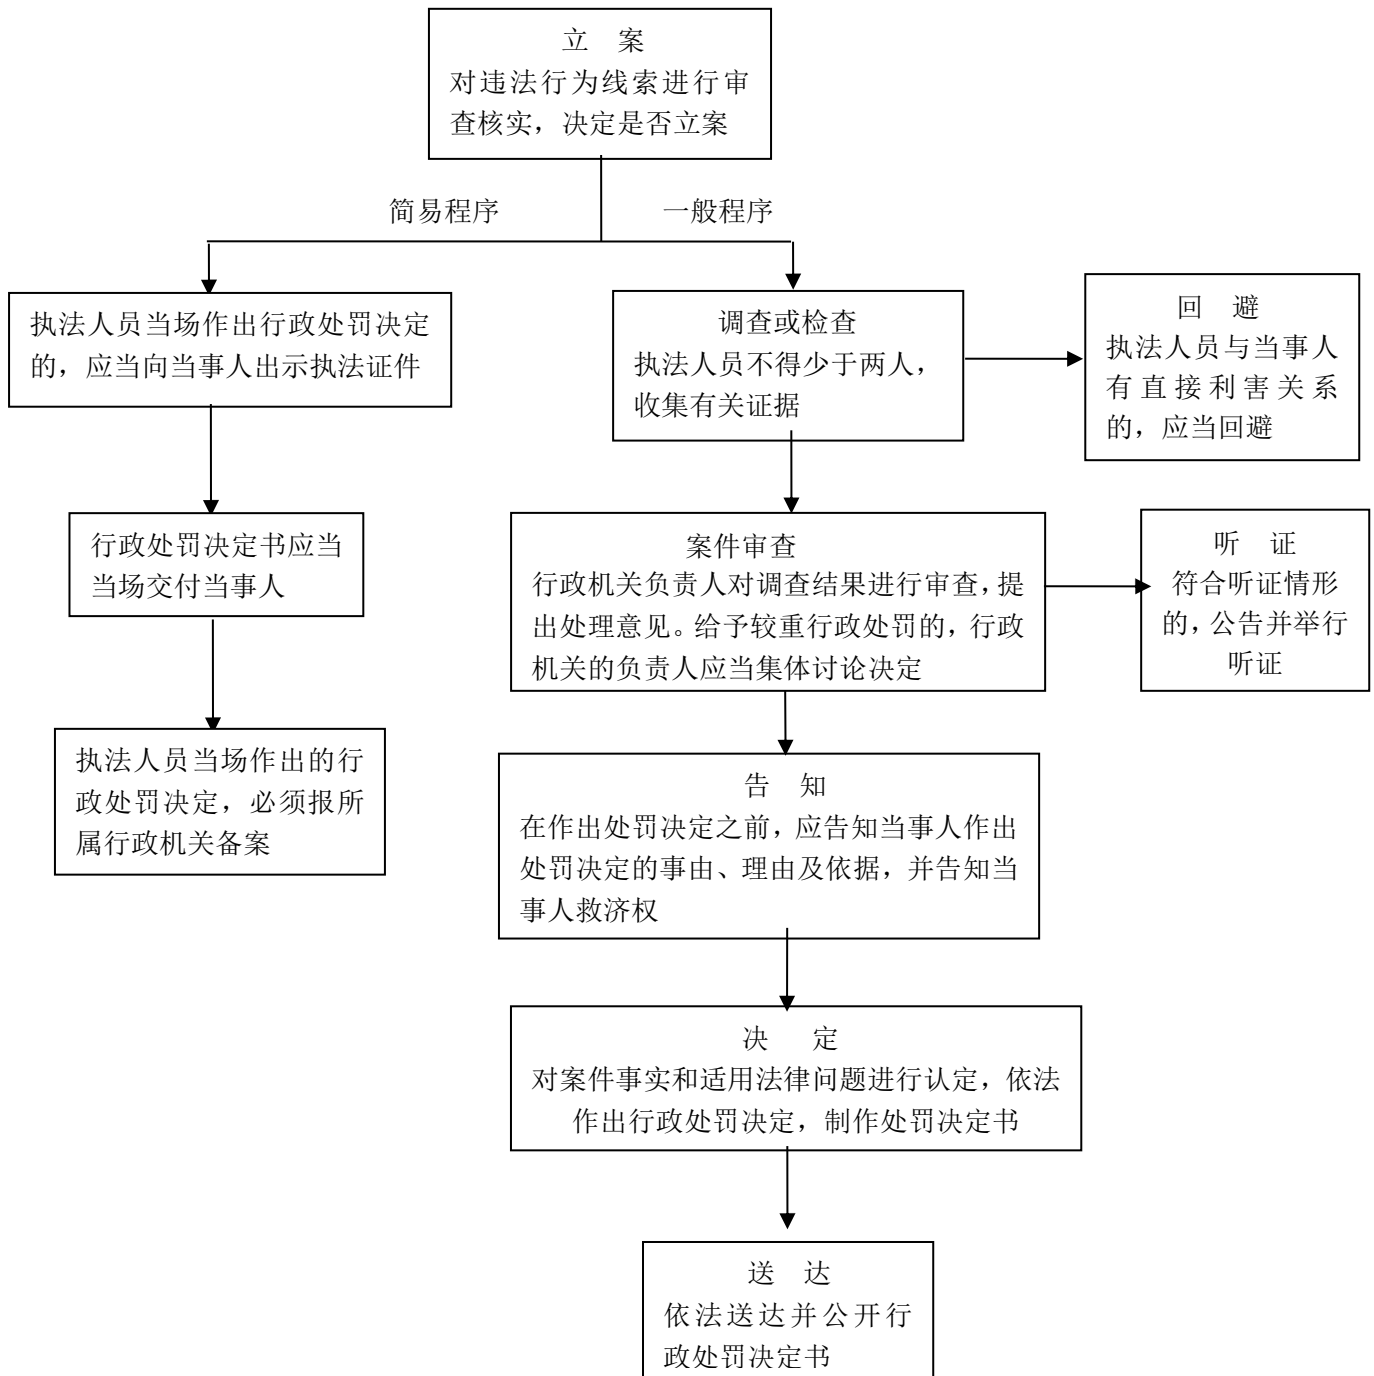 立 案
对违法行为线索进行审
查核实，决定是否立案
简易程序
一般程序
执法人员当场作出行政处罚决定
的，应当向当事人出示执法证件
行政处罚决定书应当
当场交付当事人
执法人员当场作出的行
政处罚决定，必须报所
属行政机关备案
调查或检查
执法人员不得少于两人，
收集有关证据
回 避
执法人员与当事人
有直接利害关系
的，应当回避
案件审查
行政机关负责人对调查结果进行审查，提
出处理意见。给予较重行政处罚的，行政
机关的负责人应当集体讨论决定
听 证
符合听证情形
的，公告并举行
听证
告 知
在作出处罚决定之前，应告知当事人作出
处罚决定的事由、理由及依据，并告知当
事人救济权
决 定
对案件事实和适用法律问题进行认定，依法
作出行政处罚决定，制作处罚决定书
送 达
依法送达并公开行
政处罚决定书